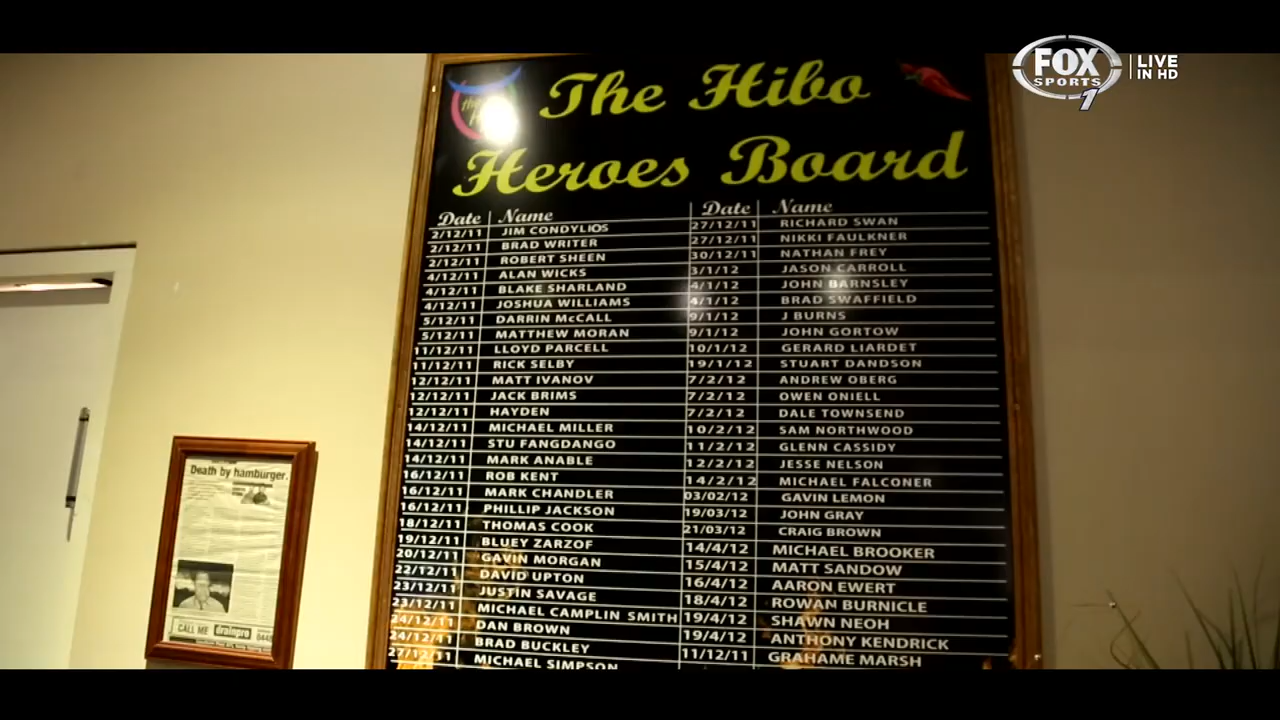 FOX
SPORTS
1
LIVE
IN HD
The Hibo
Heroes Board
Date Name Date Name
2/12/11 JIM CONDYLIOS 27/12/11 RICHARD SWAN
2/12/11 BRAD WRITER 27/12/11 NIKKI FAULKNER
2/12/11 ROBERT SHEEN 30/12/11 NATHAN FREY
4/12/11 ALAN WICKS 3/1/12 JASON CARROLL
4/12/11 BLAKE SHARLAND 4/1/12 JOHN BARNSLEY
4/12/11 JOSHUA WILLIAMS 4/1/12 BRAD SWAFFIELD
5/12/11 DARRIN McCALL 9/1/12 J BURNS
5/12/11 MATTHEW MORAN 9/1/12 JOHN GORTOW
11/12/11 LLOYD PARCELL 10/1/12 GERARD LIARDET
11/12/11 RICK SELBY 19/1/12 STUART DANDSON
12/12/11 MATT IVANOV 7/2/12 ANDREW OBERG
12/12/11 JACK BRIMS 7/2/12 OWEN ONIELL
12/12/11 HAYDEN 7/2/12 DALE TOWNSEND
14/12/11 MICHAEL MILLER 10/2/12 SAM NORTHWOOD
14/12/11 STU FANGDANGO 11/2/12 GLENN CASSIDY
14/12/11 MARK ANABLE 12/2/12 JESSE NELSON
16/12/11 ROB KENT 14/2/12 MICHAEL FALCONER
16/12/11 MARK CHANDLER 03/02/12 GAVIN LEMON
16/12/11 PHILLIP JACKSON 19/03/12 JOHN GRAY
18/12/11 THOMAS COOK 21/03/12 CRAIG BROWN
19/12/11 BLUEY ZARZOF 14/4/12 MICHAEL BROOKER
20/12/11 GAVIN MORGAN 15/4/12 MATT SANDOW
22/12/11 DAVID UPTON 16/4/12 AARON EWERT
23/12/11 JUSTIN SAVAGE 18/4/12 ROWAN BURNICLE
23/12/11 MICHAEL CAMPLIN SMITH 19/4/12 SHAWN NEOH
24/12/11 DAN BROWN 19/4/12 ANTHONY KENDRICK
24/12/11 BRAD BUCKLEY 11/12/11 GRAHAME MARSH
27/12/11 MICHAEL SIMPSON
Death by hamburger.
CALL ME drainpro 0448